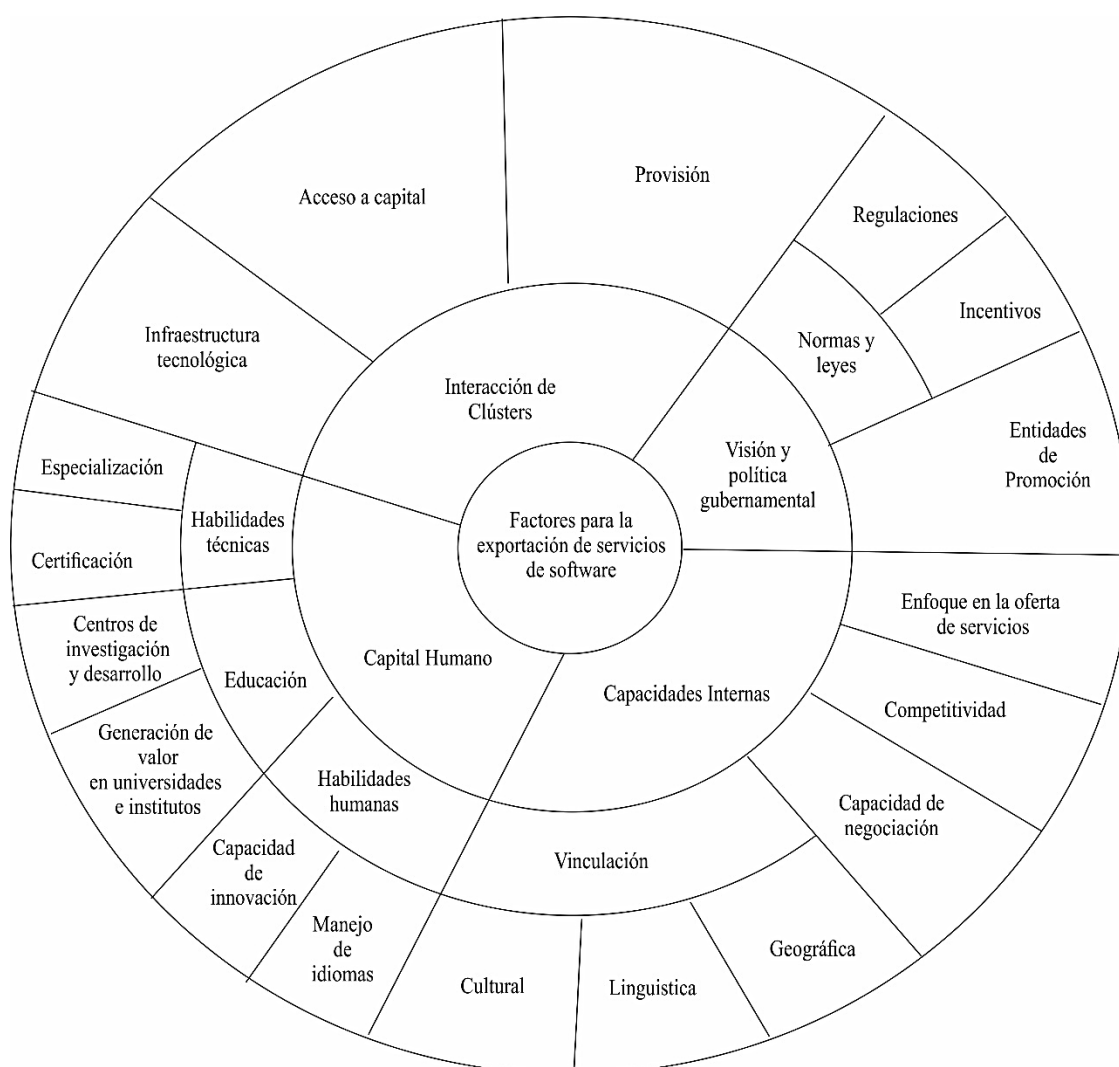 Provisión
Acceso a capital
Regulaciones
Incentivos
Infraestructura
tecnológica
Normas y
leyes
Interacción de
Clústers
Entidades
de
Promoción
Visión y
política
gubernamental
Especialización
Habilidades
técnicas
Certificación
Factores para la
exportación de servicios
de software
Enfoque en la oferta
de servicios
Centros de
investigación
y desarrollo
Educación
Capital Humano
Capacidades Internas
Competitividad
Generación de
valor
en universidades
e institutos
Habilidades
humanas
Capacidad de
negociación
Capacidad
de
innovación
Vinculación
Manejo
de
idiomas
Cultural
Linguistica
Geográfica